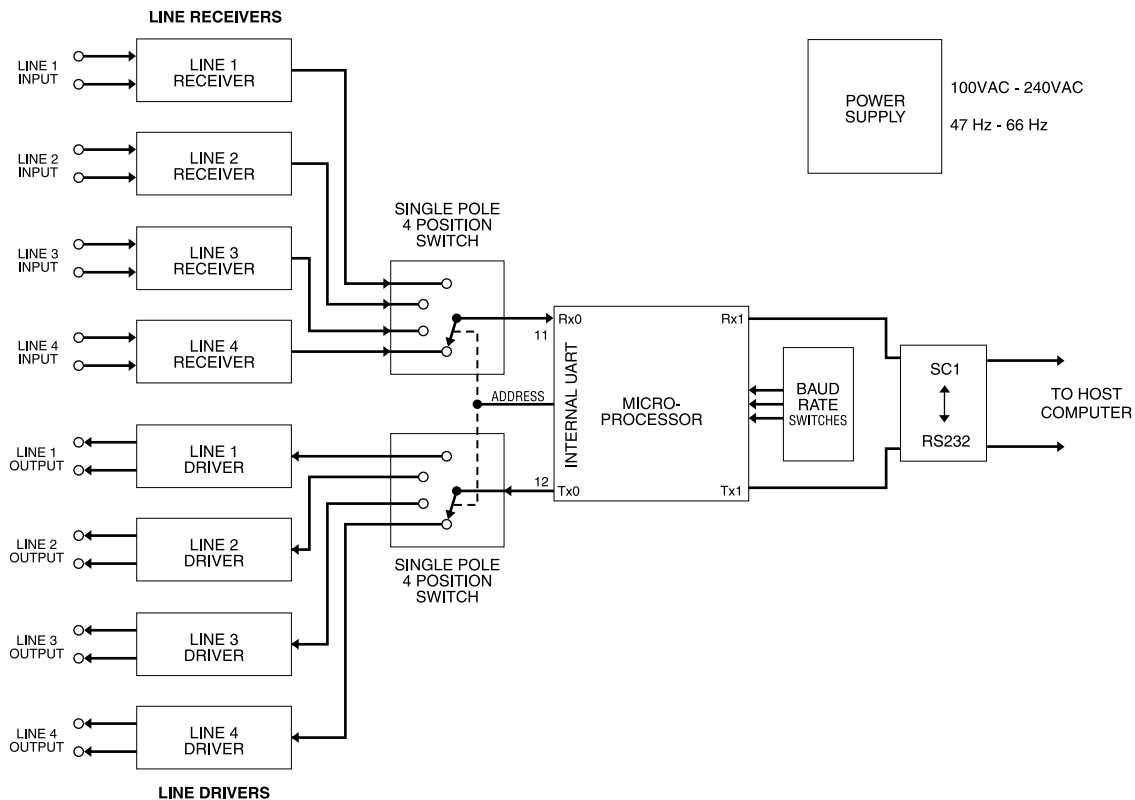 LINE RECEIVERS
LINE 1
INPUT
LINE 1
RECEIVER
LINE 2
INPUT
LINE 2
RECEIVER
LINE 3
INPUT
LINE 3
RECEIVER
LINE 4
INPUT
LINE 4
RECEIVER
POWER
SUPPLY
100VAC - 240VAC
47 Hz - 66 Hz
SINGLE POLE
4 POSITION
SWITCH
11
Rx0
Rx1
INTERNAL UART
MICRO-
PROCESSOR
ADDRESS
BAUD
RATE
SWITCHES
SC1
RS232
TO HOST
COMPUTER
12
Tx0
Tx1
SINGLE POLE
4 POSITION
SWITCH
LINE 1
OUTPUT
LINE 1
DRIVER
LINE 2
OUTPUT
LINE 2
DRIVER
LINE 3
OUTPUT
LINE 3
DRIVER
LINE 4
OUTPUT
LINE 4
DRIVER
LINE DRIVERS